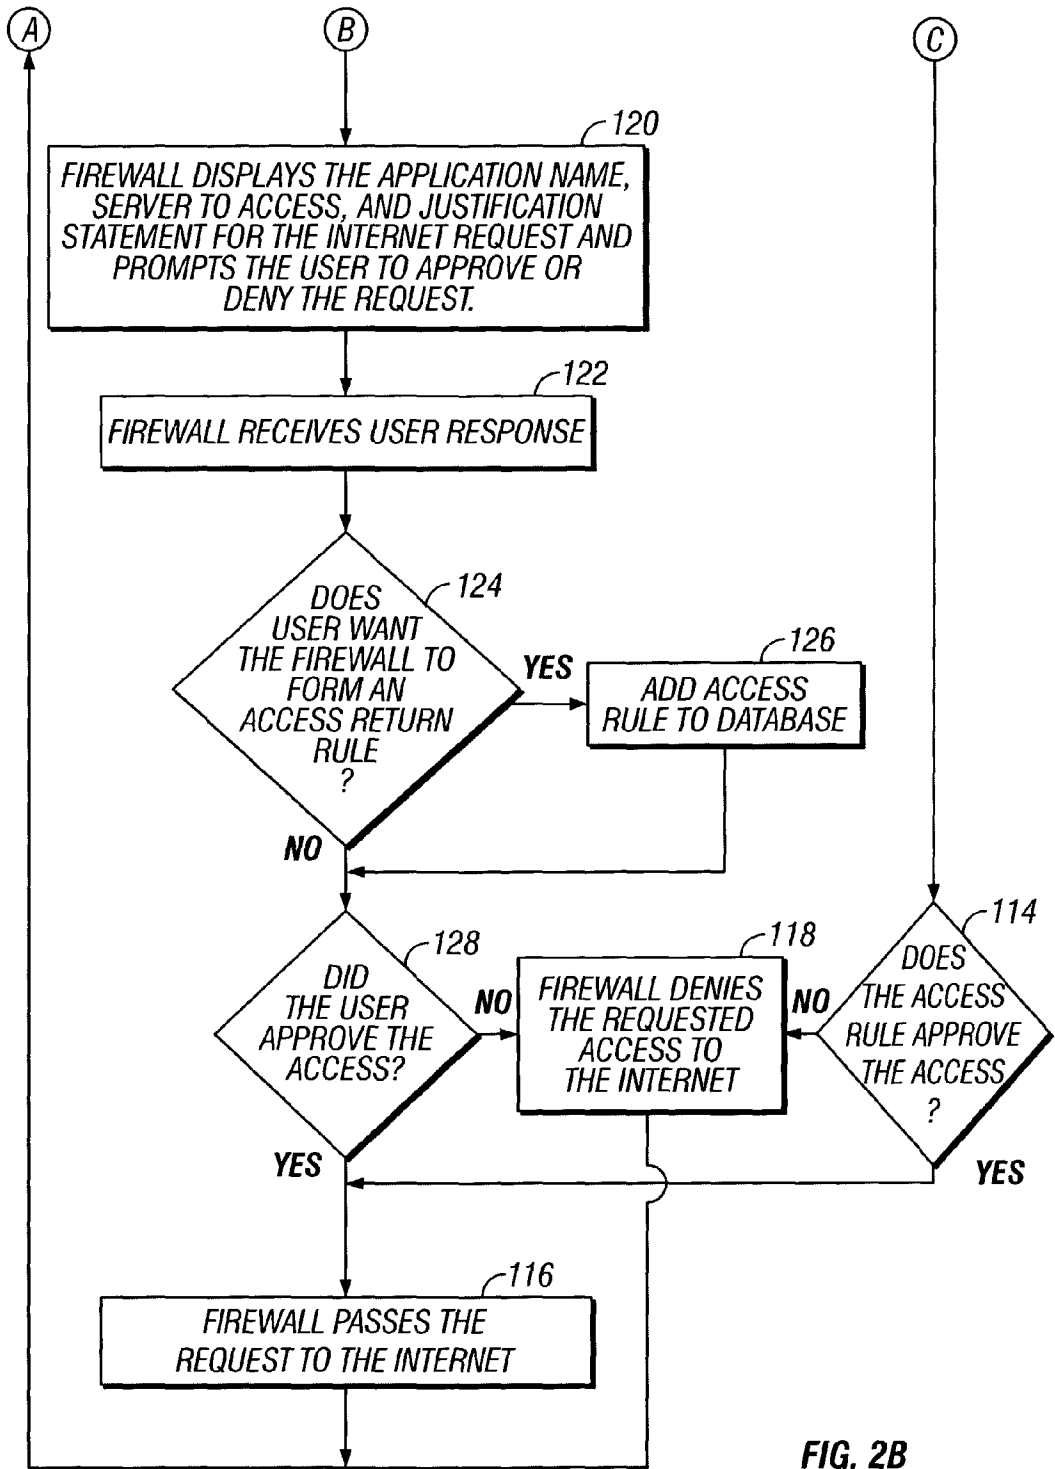 A
B
C
120
FIREWALL DISPLAYS THE APPLICATION NAME,
SERVER TO ACCESS, AND JUSTIFICATION
STATEMENT FOR THE INTERNET REQUEST AND
PROMPTS THE USER TO APPROVE OR
DENY THE REQUEST.
122
FIREWALL RECEIVES USER RESPONSE
124
DOES
USER WANT
THE FIREWALL TO
FORM AN
ACCESS RETURN
RULE
?
YES
126
ADD ACCESS
RULE TO DATABASE
NO
128
DID
THE USER
APPROVE THE
ACCESS?
NO
118
FIREWALL DENIES
THE REQUESTED
ACCESS TO
THE INTERNET
NO
114
DOES
THE ACCESS
RULE APPROVE
THE ACCESS
?
YES
YES
116
FIREWALL PASSES THE
REQUEST TO THE INTERNET
FIG. 2B